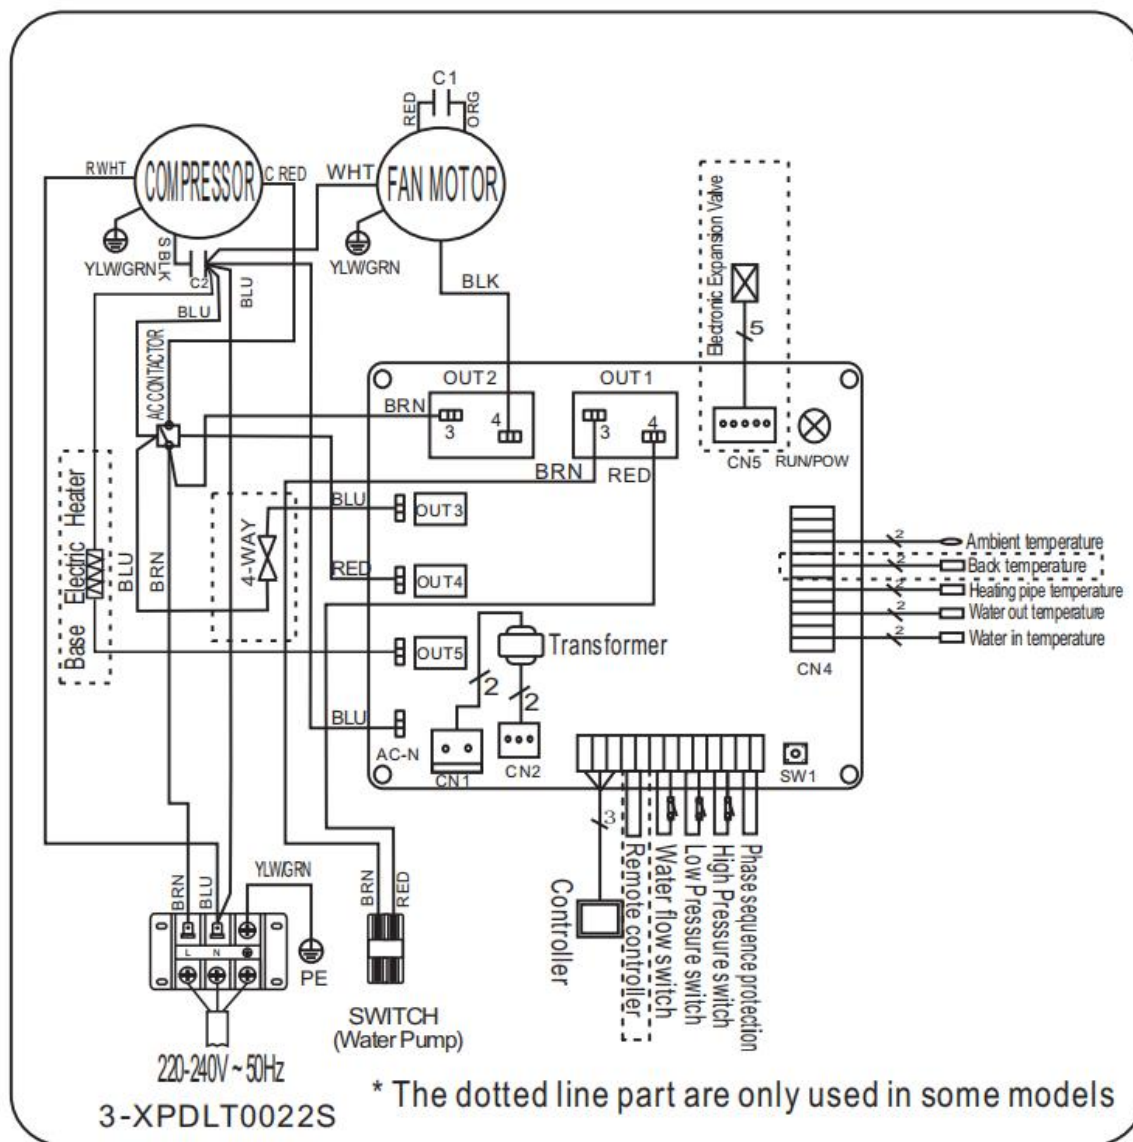 C1
RED
ORG
R WHT
COMPRESSOR
C RED
WHT
FAN MOTOR
YLW/GRN
S BLK
C2
YLW/GRN
BLU
BLU
BLK
Electronic Expansion Valve
5
AC CONTACTOR
OUT2
OUT1
BRN
3
4
3
4
CN5
RUN/POW
BRN
RED
Base Electric Heater
BLU
BRN
4-WAY
BLU
OUT3
RED
OUT4
OUT5
Transformer
2
2
BLU
AC-N
CN1
CN2
2
Ambient temperature
2
Back temperature
2
Heating pipe temperature
2
Water out temperature
2
Water in temperature
CN4
SW1
3
Controller
Remote controller
Water flow switch
Low Pressure switch
High Pressure switch
Phase sequence protection
BRN
BLU
YLW/GRN
BRN
RED
L
N
PE
SWITCH
(Water Pump)
220-240V ~ 50Hz
3-XPDLT0022S
* The dotted line part are only used in some models